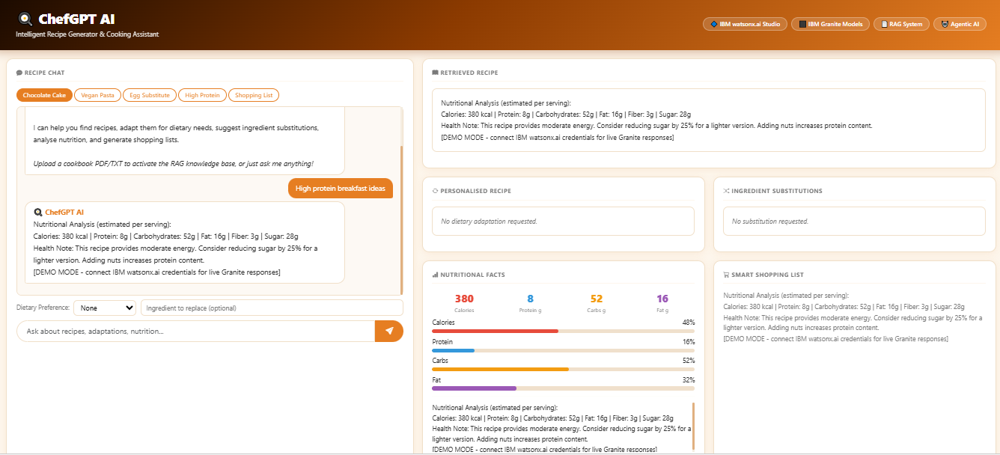 ChefGPT AI
Intelligent Recipe Generator & Cooking Assistant
IBM watsonx.ai Studio
IBM Granite Models
RAG System
Agentic AI
RECIPE CHAT
Chocolate Cake
Vegan Pasta
Egg Substitute
High Protein
Shopping List
I can help you find recipes, adapt them for dietary needs, suggest ingredient substitutions,
analyse nutrition, and generate shopping lists.
Upload a cookbook PDF/TXT to activate the RAG knowledge base, or just ask me anything!
High protein breakfast ideas
ChefGPT AI
Nutritional Analysis (estimated per serving):
Calories: 380 kcal | Protein: 8g | Carbohydrates: 52g | Fat: 16g | Fiber: 3g | Sugar: 28g
Health Note: This recipe provides moderate energy. Consider reducing sugar by 25% for a
lighter version. Adding nuts increases protein content.
[DEMO MODE - connect IBM watsonx.ai credentials for live Granite responses]
Dietary Preference:
None
Ingredient to replace (optional)
Ask about recipes, adaptations, nutrition...
RETRIEVED RECIPE
Nutritional Analysis (estimated per serving):
Calories: 380 kcal | Protein: 8g | Carbohydrates: 52g | Fat: 16g | Fiber: 3g | Sugar: 28g
Health Note: This recipe provides moderate energy. Consider reducing sugar by 25% for a lighter version. Adding nuts increases protein content.
[DEMO MODE - connect IBM watsonx.ai credentials for live Granite responses]
PERSONALISED RECIPE
No dietary adaptation requested.
INGREDIENT SUBSTITUTIONS
No substitution requested.
NUTRITIONAL FACTS
380
8
52
16
Calories
Protein g
Carbs g
Fat g
Calories
48%
Protein
16%
Carbs
52%
Fat
32%
Nutritional Analysis (estimated per serving):
Calories: 380 kcal | Protein: 8g | Carbohydrates: 52g | Fat: 16g | Fiber: 3g | Sugar: 28g
Health Note: This recipe provides moderate energy. Consider reducing sugar by 25% for a
lighter version. Adding nuts increases protein content.
[DEMO MODE - connect IBM watsonx.ai credentials for live Granite responses]
SMART SHOPPING LIST
Nutritional Analysis (estimated per serving):
Calories: 380 kcal | Protein: 8g | Carbohydrates: 52g | Fat: 16g | Fiber: 3g | Sugar: 28g
Health Note: This recipe provides moderate energy. Consider reducing sugar by 25% for a
lighter version. Adding nuts increases protein content.
[DEMO MODE - connect IBM watsonx.ai credentials for live Granite responses]